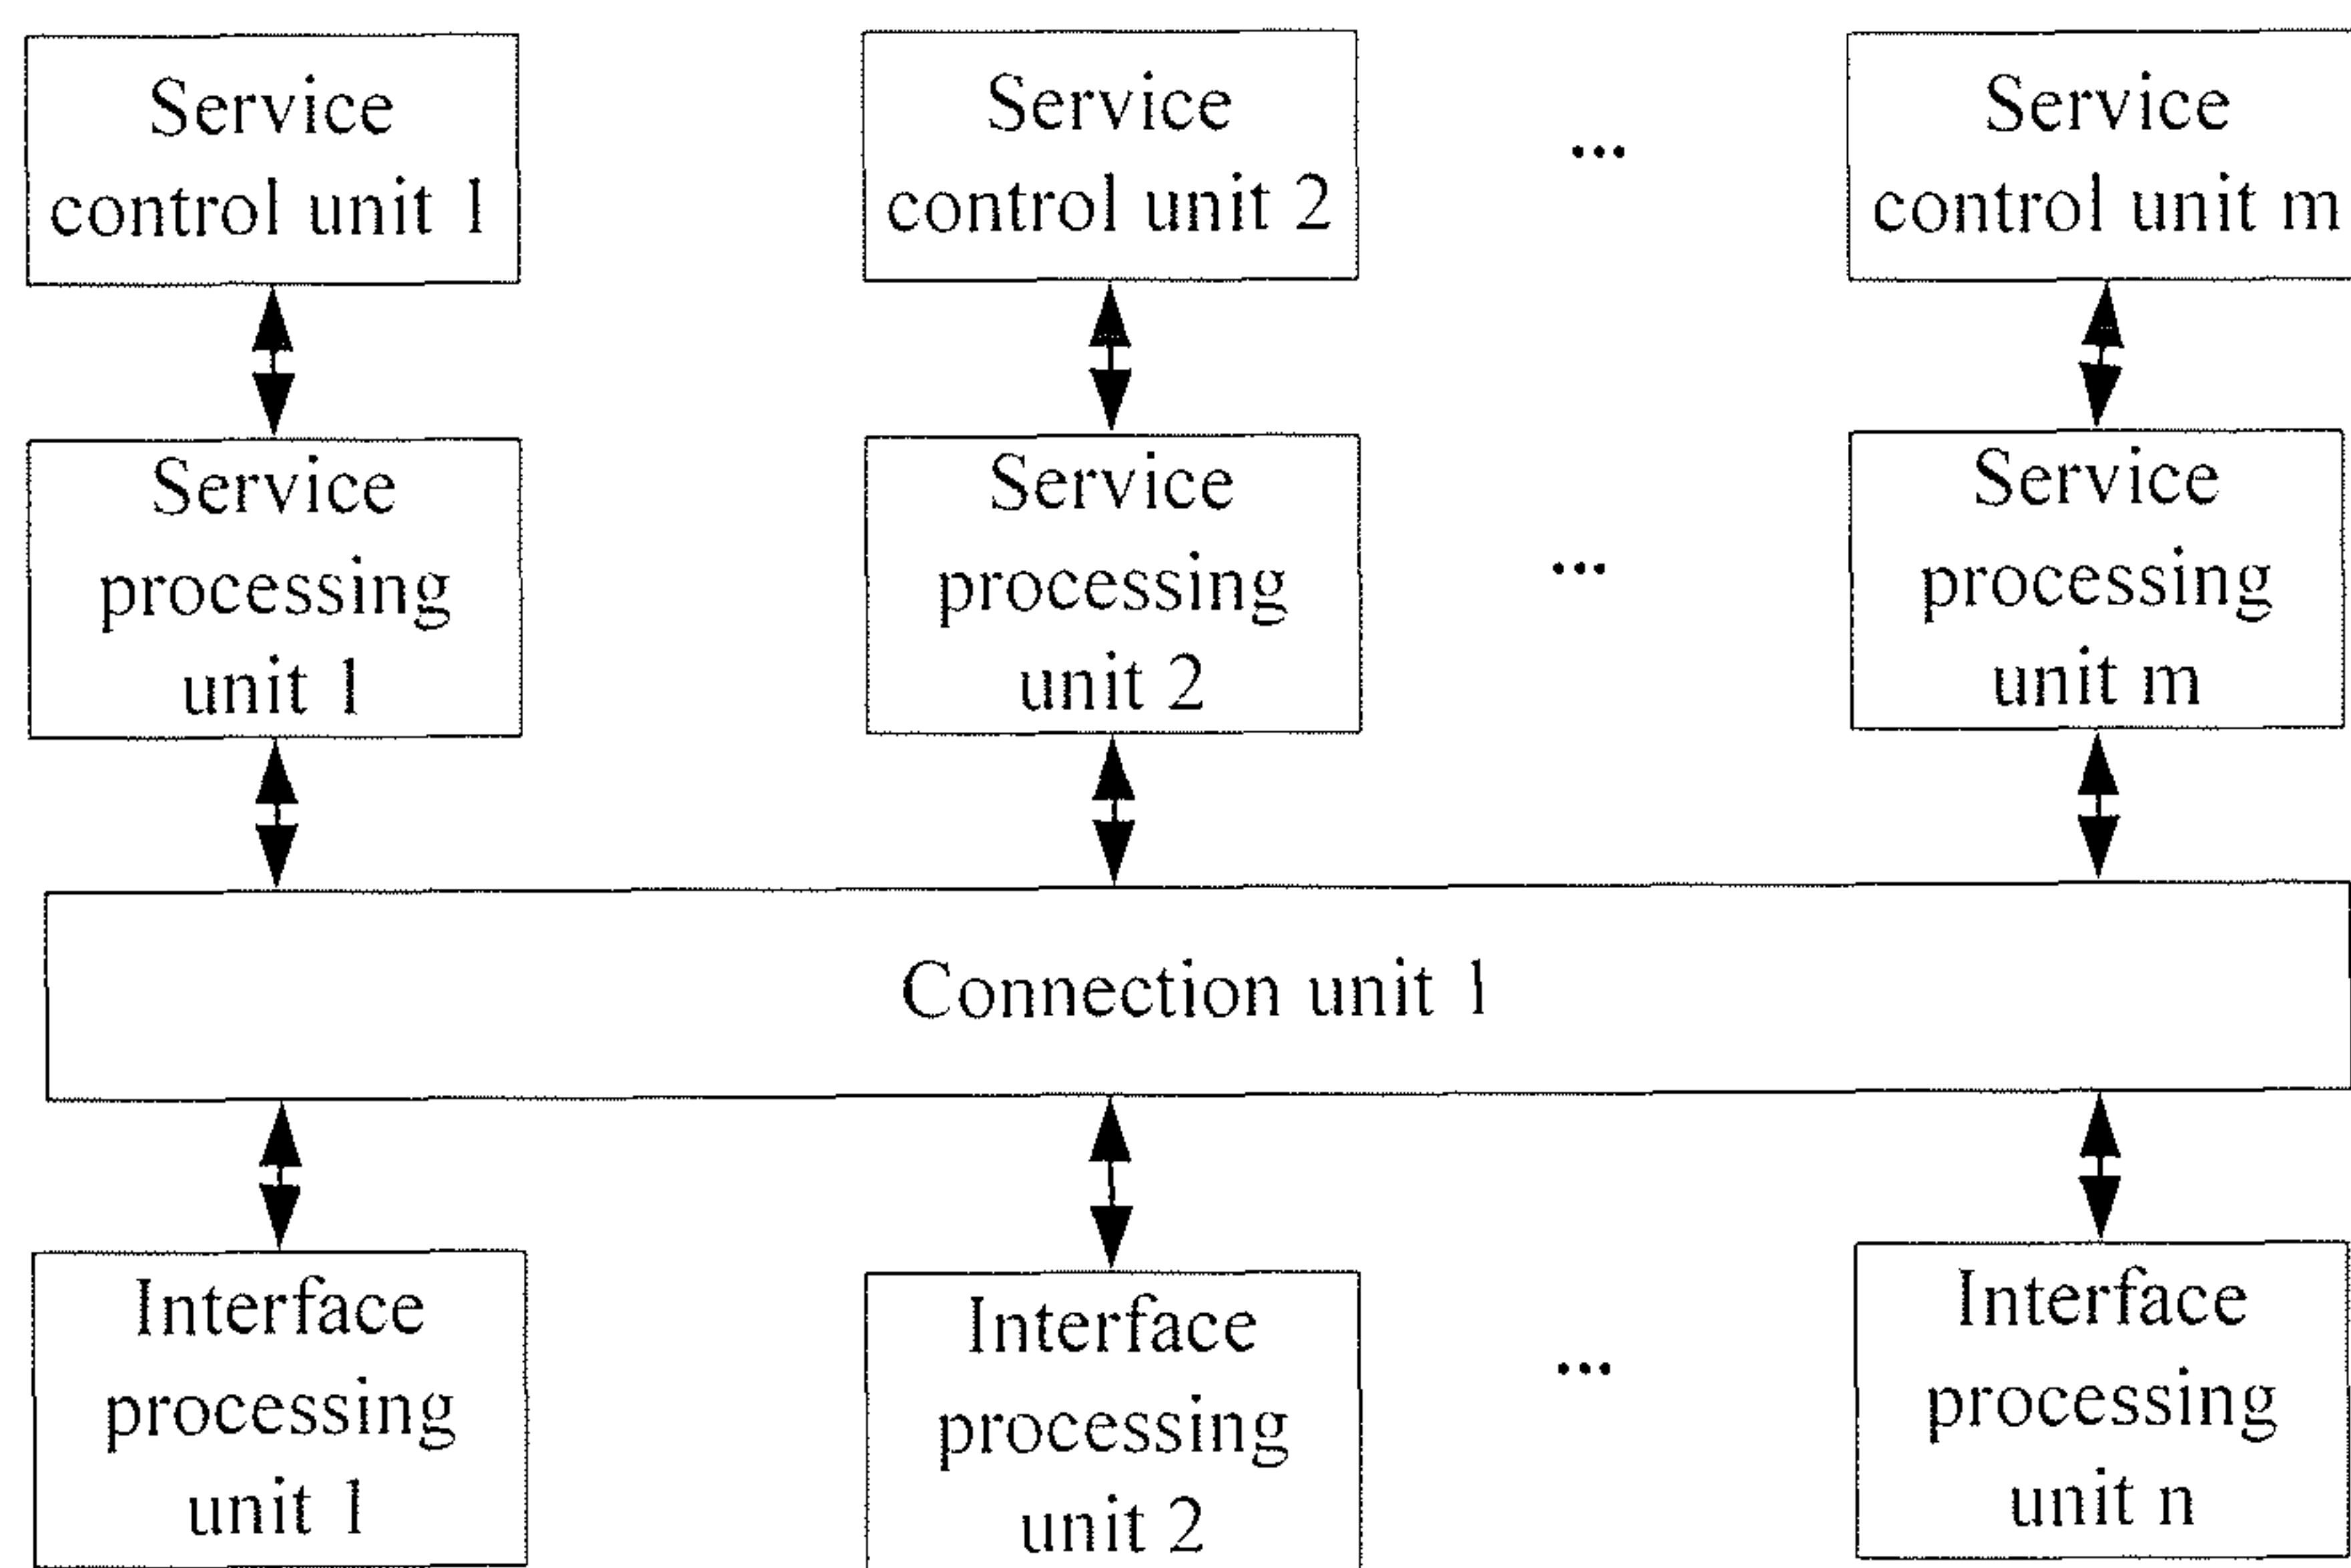 Service
control unit 1
Service
control unit 2
...
Service
control unit m
Service
processing
unit 1
Service
processing
unit 2
...
Service
processing
unit m
Connection unit 1
Interface
processing
unit 1
Interface
processing
unit 2
...
Interface
processing
unit n